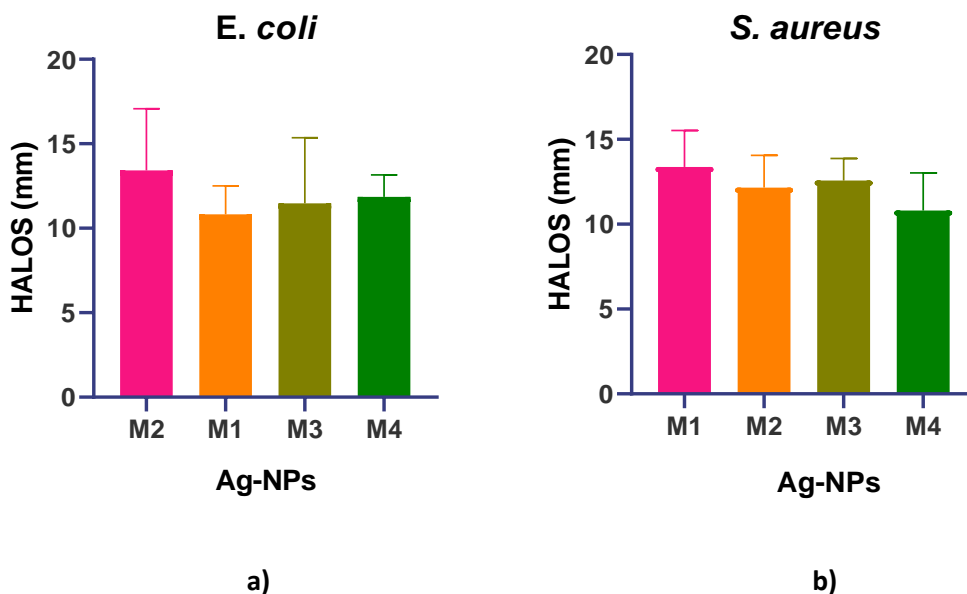 E. coli
20
15
10
5
0
HALOS (mm)
M2 M1 M3 M4
Ag-NPs
a)
S. aureus
20
15
10
5
0
HALOS (mm)
M1 M2 M3 M4
Ag-NPs
b)